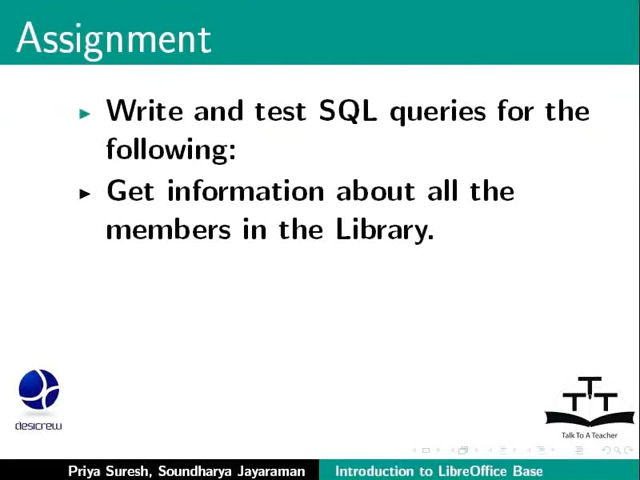 Assignment
Write and test SQL queries for the
following:
Get information about all the
members in the Library.
desicrew
TTT
Talk To A Teacher
Priya Suresh, Soundharya Jayaraman
Introduction to LibreOffice Base